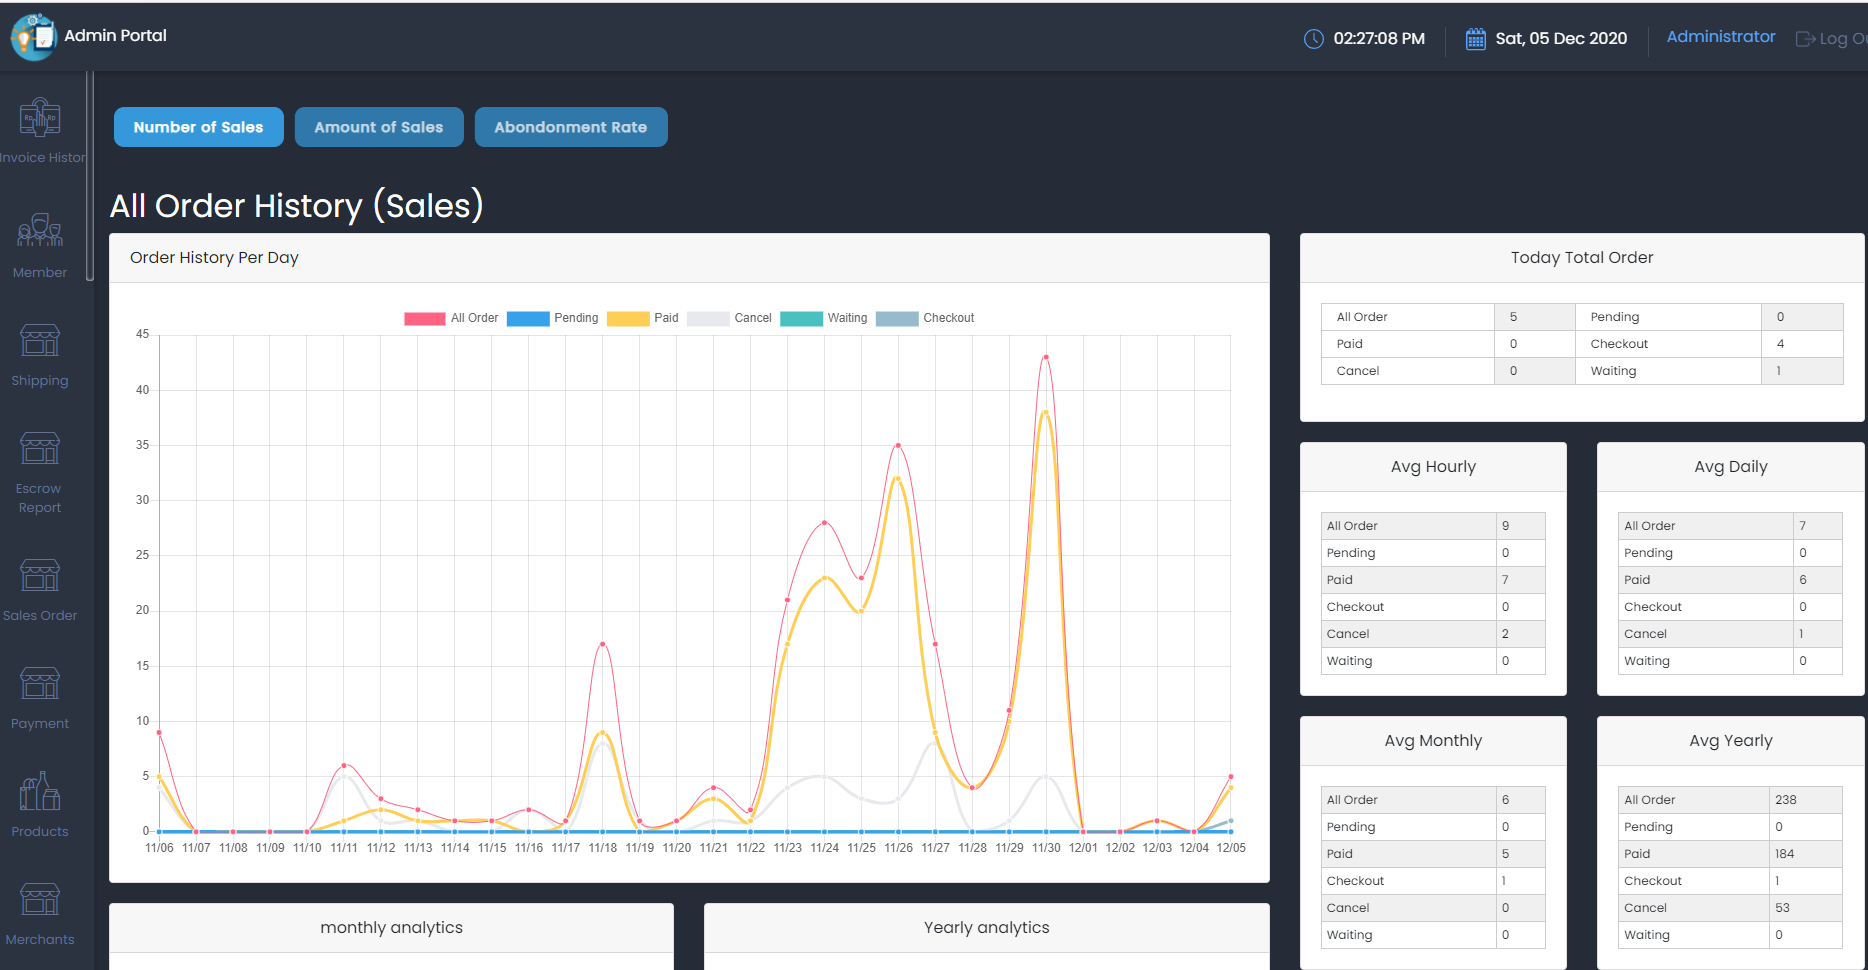 Admin Portal
02:27:08 PM
Sat, 05 Dec 2020
Administrator
Log Ou
Invoice Histor
Member
Shipping
Escrow
Report
Sales Order
Payment
Products
Merchants
Number of Sales
Amount of Sales
Abondonment Rate
All Order History (Sales)
Order History Per Day
All Order Pending Paid Cancel Waiting Checkout
45
40
35
30
25
20
15
10
5
0
11/06 11/07 11/08 11/09 11/10 11/11 11/12 11/13 11/14 11/15 11/16 11/17 11/18 11/19 11/20 11/21 11/22 11/23 11/24 11/25 11/26 11/27 11/28 11/29 11/30 12/01 12/02 12/03 12/04 12/05
monthly analytics
Yearly analytics
Today Total Order
All Order 5 Pending 0
Paid 0 Checkout 4
Cancel 0 Waiting 1
Avg Hourly
All Order 9
Pending 0
Paid 7
Checkout 0
Cancel 2
Waiting 0
Avg Daily
All Order 7
Pending 0
Paid 6
Checkout 0
Cancel 1
Waiting 0
Avg Monthly
All Order 6
Pending 0
Paid 5
Checkout 1
Cancel 0
Waiting 0
Avg Yearly
All Order 238
Pending 0
Paid 184
Checkout 1
Cancel 53
Waiting 0